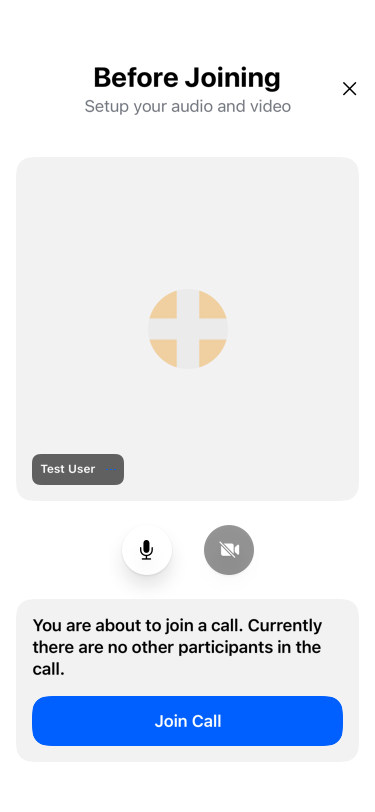 Before Joining
Setup your audio and video
Test User
You are about to join a call. Currently
there are no other participants in the
call.
Join Call